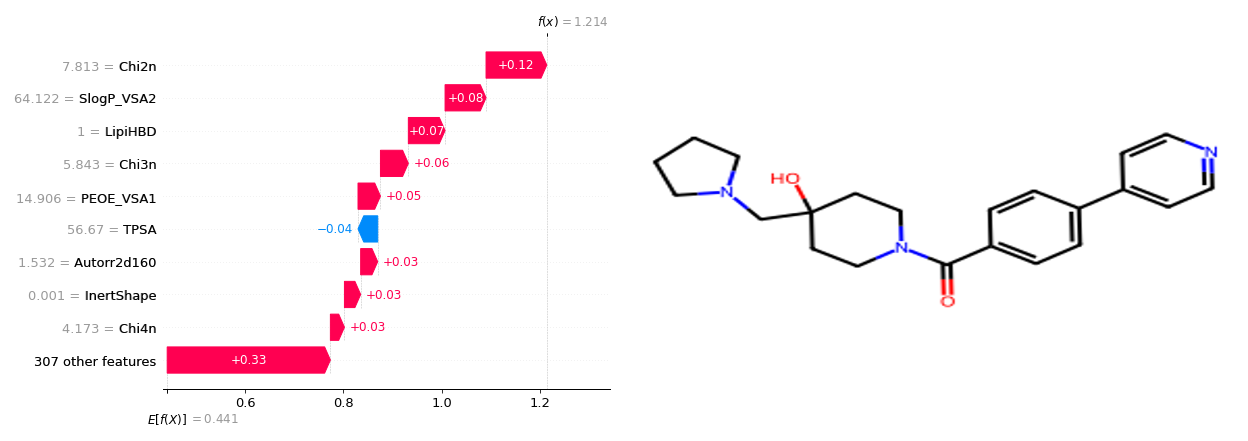 f(x) = 1.214
7.813 = Chi2n
+0.12
64.122 = SlogP_VSA2
+0.08
1 = LipiHBD
+0.07
5.843 = Chi3n
+0.06
14.906 = PEOE_VSA1
+0.05
56.67 = TPSA
−0.04
1.532 = Autorr2d160
+0.03
0.001 = InertShape
+0.03
4.173 = Chi4n
+0.03
307 other features
+0.33
0.6 0.8 1.0 1.2
E[f(X)] = 0.441
N
HO
N
N
O